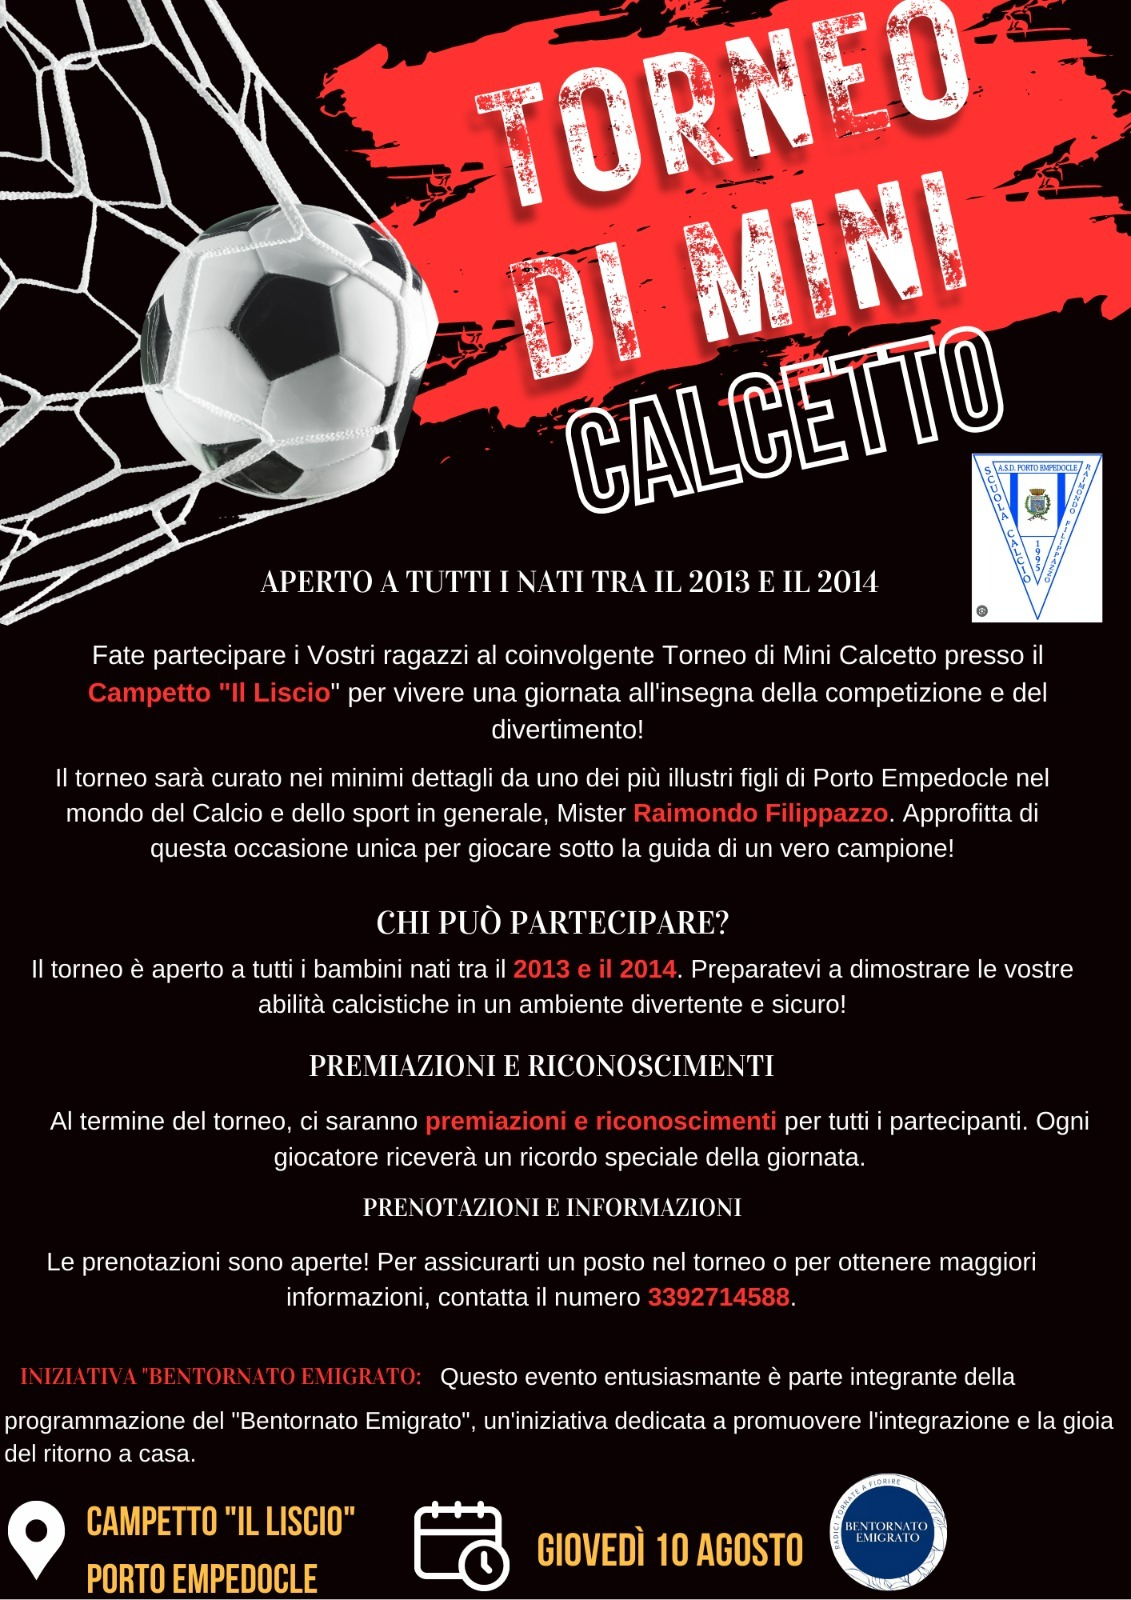 TORNEO
DI MINI
CALCETTO
A.S.D. PORTO EMPEDOCLE
SCUOLA CALCIO
RAIMONDO FILIPPAZZO
1995
APERTO A TUTTI I NATI TRA IL 2013 E IL 2014
Fate partecipare i Vostri ragazzi al coinvolgente Torneo di Mini Calcetto presso il
Campetto "Il Liscio" per vivere una giornata all'insegna della competizione e del
divertimento!
Il torneo sarà curato nei minimi dettagli da uno dei più illustri figli di Porto Empedocle nel
mondo del Calcio e dello sport in generale, Mister Raimondo Filippazzo. Approfitta di
questa occasione unica per giocare sotto la guida di un vero campione!
CHI PUÒ PARTECIPARE?
Il torneo è aperto a tutti i bambini nati tra il 2013 e il 2014. Preparatevi a dimostrare le vostre
abilità calcistiche in un ambiente divertente e sicuro!
PREMIAZIONI E RICONOSCIMENTI
Al termine del torneo, ci saranno premiazioni e riconoscimenti per tutti i partecipanti. Ogni
giocatore riceverà un ricordo speciale della giornata.
PRENOTAZIONI E INFORMAZIONI
Le prenotazioni sono aperte! Per assicurarti un posto nel torneo o per ottenere maggiori
informazioni, contatta il numero 3392714588.
INIZIATIVA "BENTORNATO EMIGRATO: Questo evento entusiasmante è parte integrante della
programmazione del "Bentornato Emigrato", un'iniziativa dedicata a promuovere l'integrazione e la gioia
del ritorno a casa.
CAMPETTO "IL LISCIO"
PORTO EMPEDOCLE
GIOVEDÌ 10 AGOSTO
RADICI TORNATE A FIORIRE
BENTORNATO
EMIGRATO